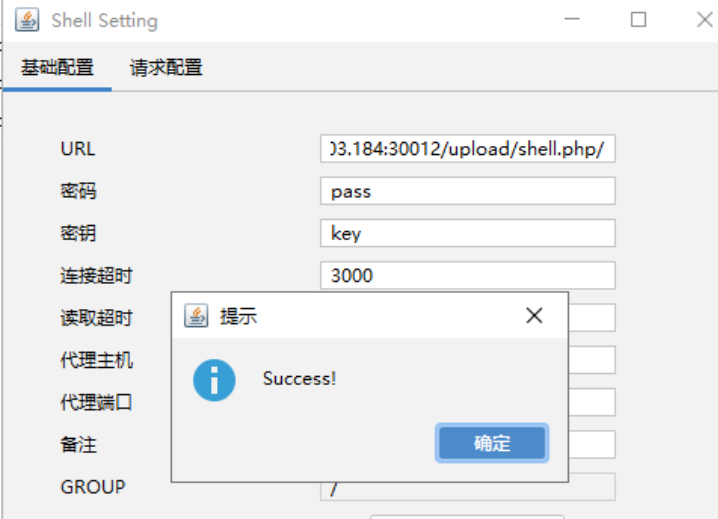 Shell Setting
基础配置 请求配置
URL )3.184:30012/upload/shell.php/
密码 pass
密钥 key
连接超时 3000
读取超时
提示
代理主机
Success!
代理端口
备注
确定
GROUP /